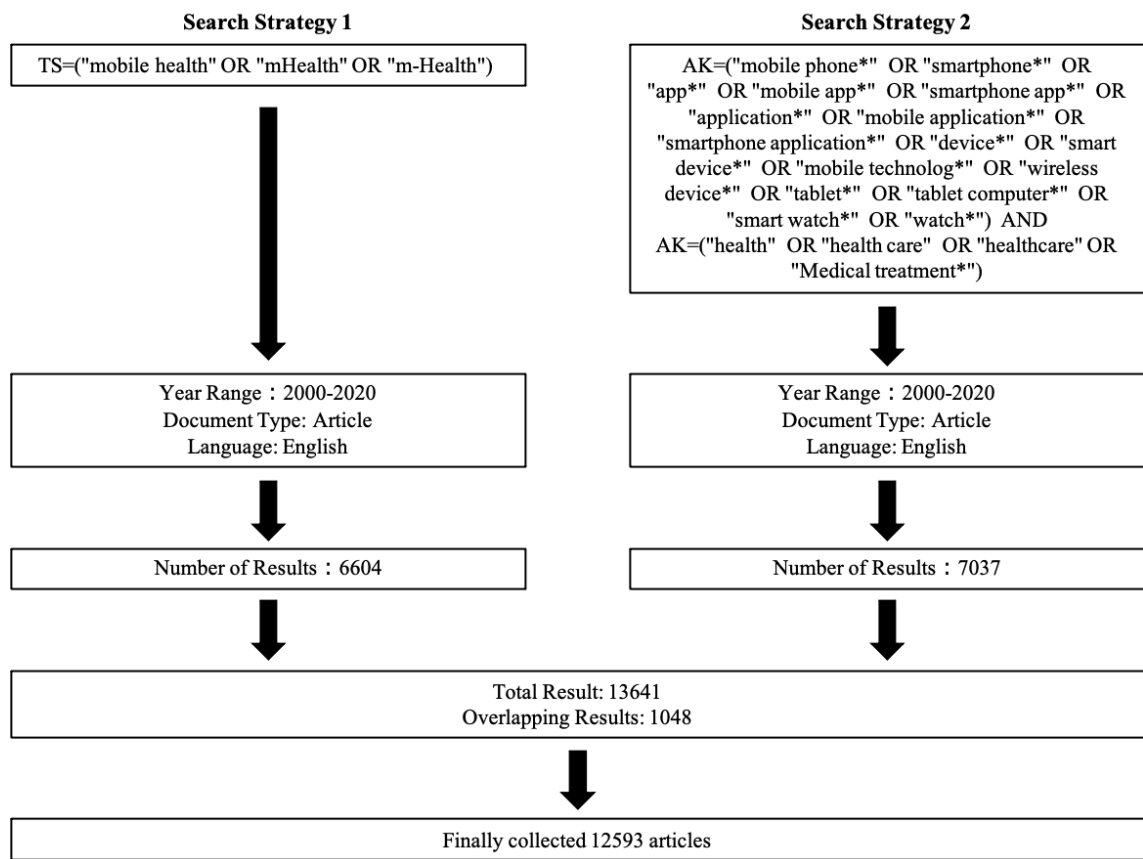 Search Strategy 1
TS=("mobile health" OR "mHealth" OR "m-Health")
Year Range：2000-2020
Document Type: Article
Language: English
Number of Results：6604
Search Strategy 2
AK=("mobile phone*" OR "smartphone*" OR
"app*" OR "mobile app*" OR "smartphone app*" OR
"application*" OR "mobile application*" OR
"smartphone application*" OR "device*" OR "smart
device*" OR "mobile technolog*" OR "wireless
device*" OR "tablet*" OR "tablet computer*" OR
"smart watch*" OR "watch*") AND
AK=("health" OR "health care" OR "healthcare" OR
"Medical treatment*")
Year Range：2000-2020
Document Type: Article
Language: English
Number of Results：7037
Total Result: 13641
Overlapping Results: 1048
Finally collected 12593 articles